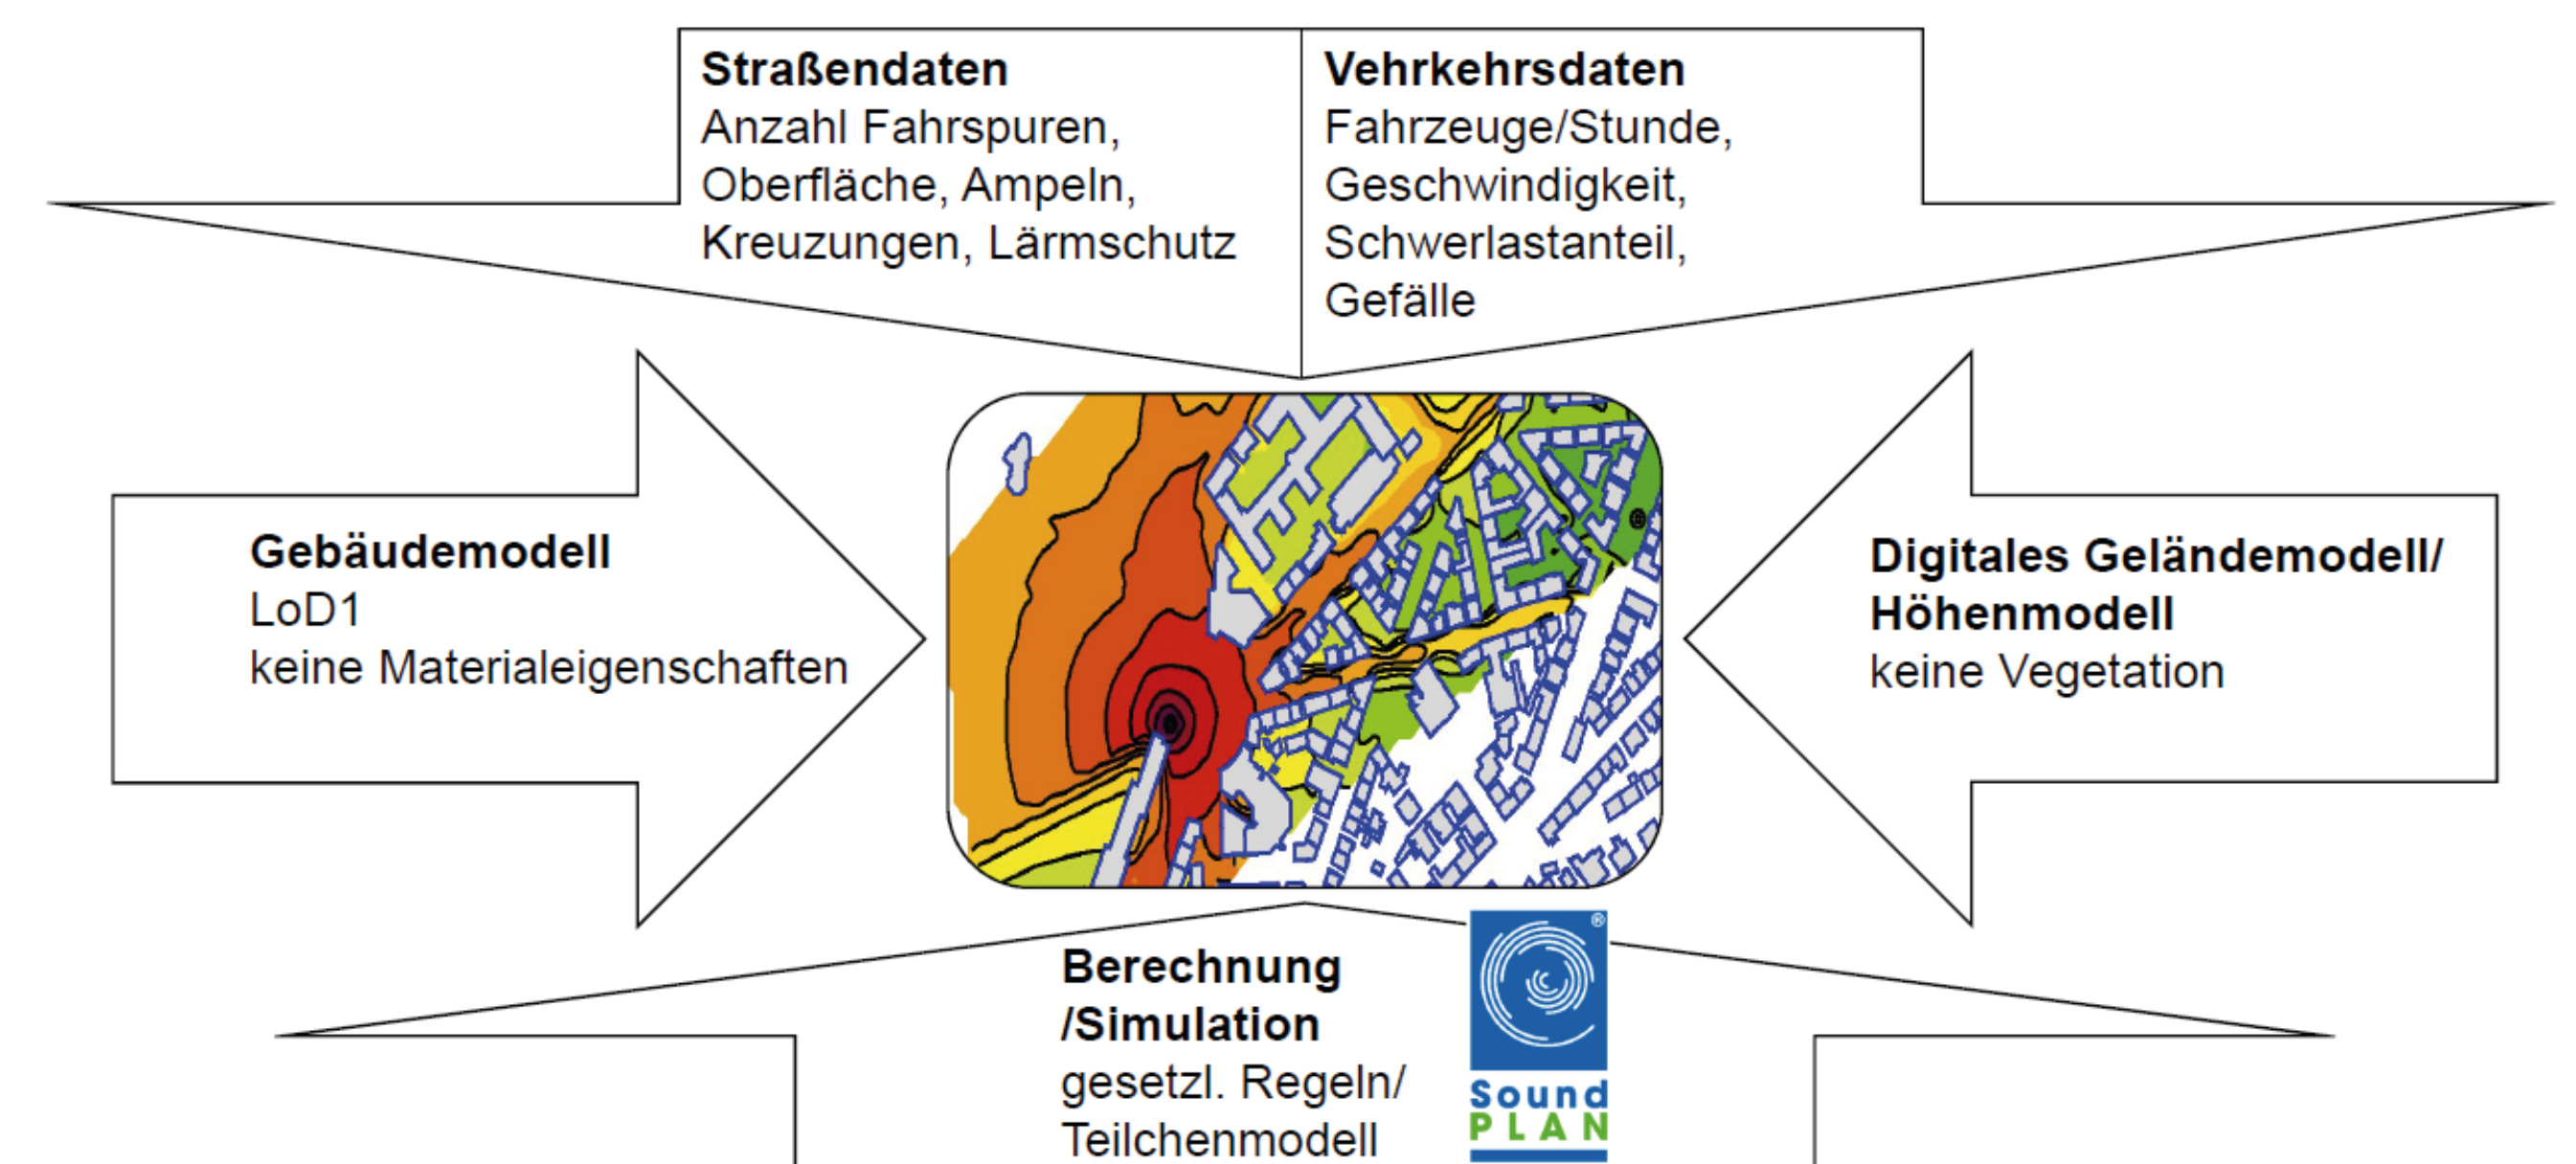 Straßendaten
Anzahl Fahrspuren,
Oberfläche, Ampeln,
Kreuzungen, Lärmschutz
Vehrkehrsdaten
Fahrzeuge/Stunde,
Geschwindigkeit,
Schwerlastanteil,
Gefälle
Gebäudemodell
LoD1
keine Materialeigenschaften
Digitales Geländemodell/
Höhenmodell
keine Vegetation
Berechnung
/Simulation
gesetzl. Regeln/
Teilchenmodell
®
Sound
PLAN